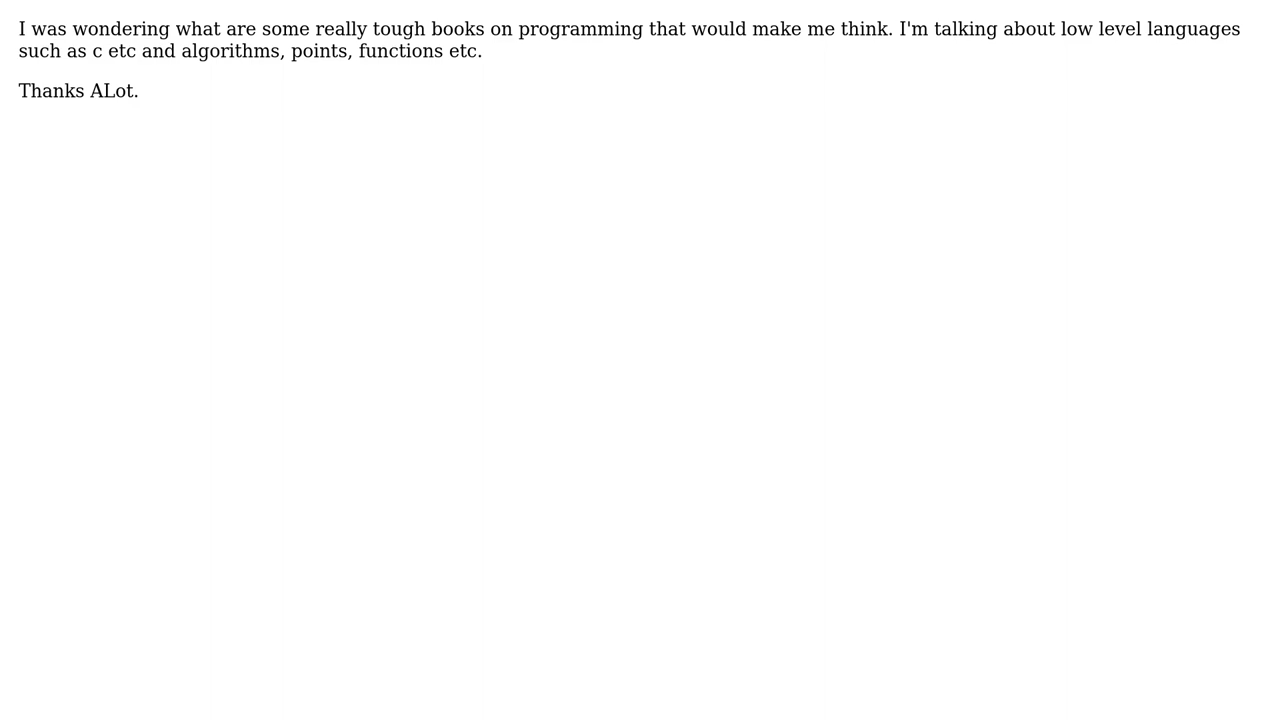 I was wondering what are some really tough books on programming that would make me think. I'm talking about low level languages
such as c etc and algorithms, points, functions etc.
Thanks ALot.